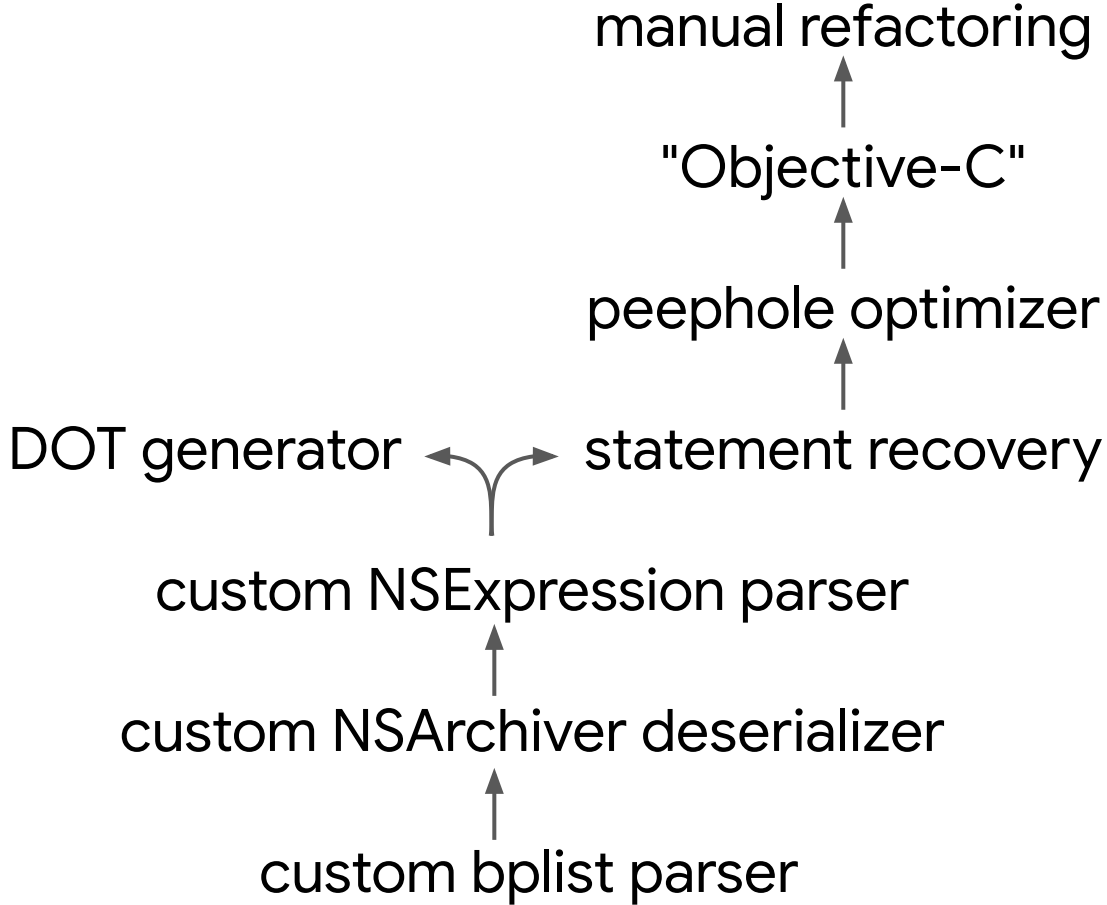 manual refactoring
"Objective-C"
peephole optimizer
DOT generator
statement recovery
custom NSExpression parser
custom NSArchiver deserializer
custom bplist parser